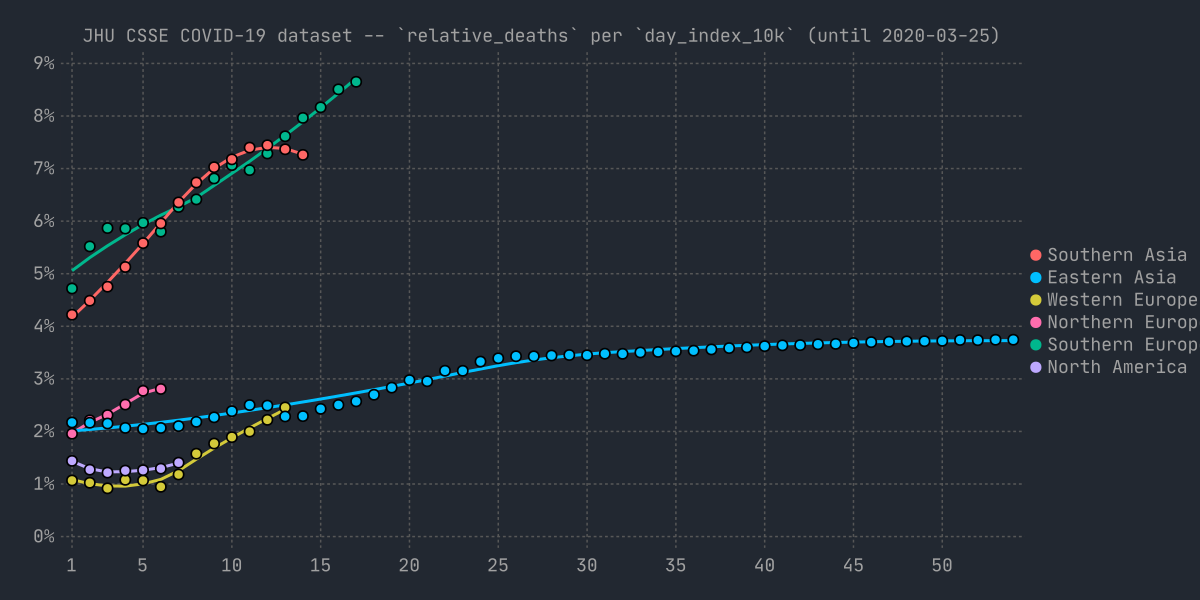 JHU CSSE COVID-19 dataset -- `relative_deaths` per `day_index_10k` (until 2020-03-25)
9%
8%
7%
6%
5%
4%
3%
2%
1%
0%
1 5 10 15 20 25 30 35 40 45 50
Southern Asia
Eastern Asia
Western Europe
Northern Europ
Southern Europ
North America